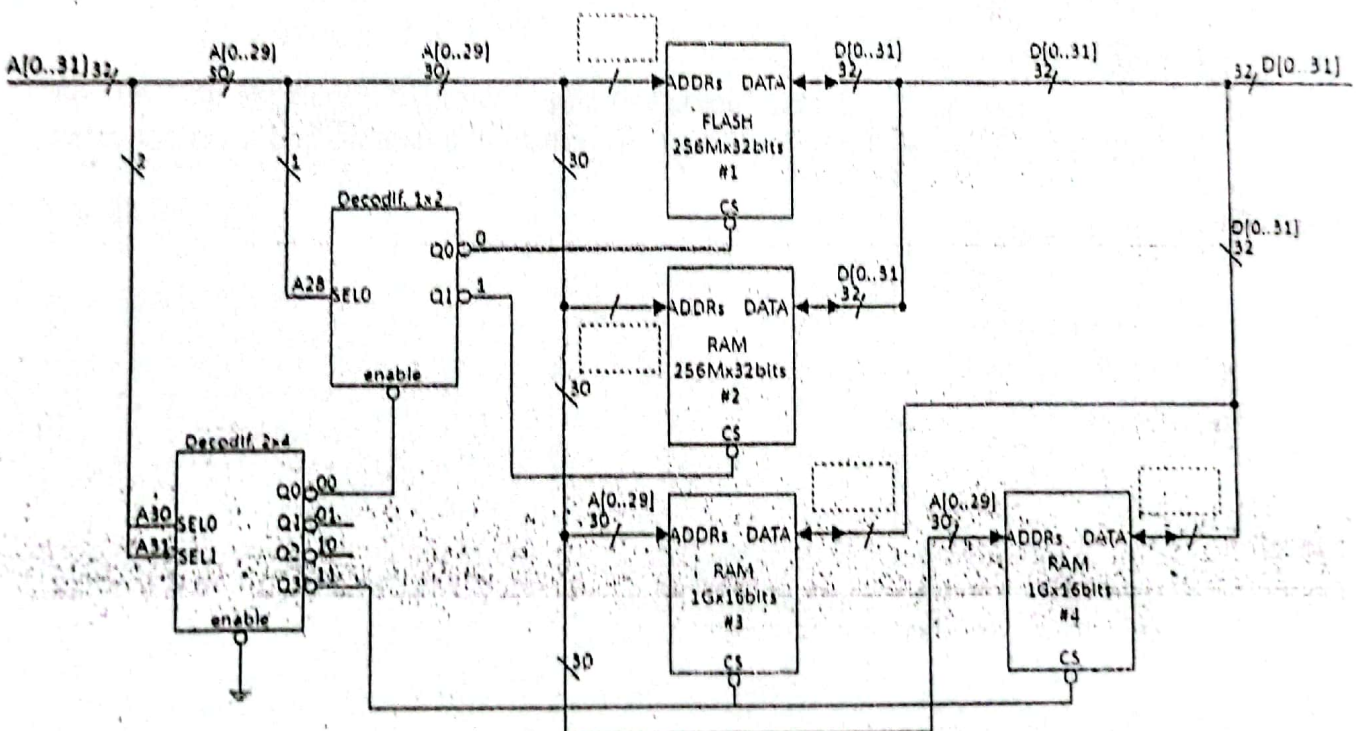 A[0..31] 32
A[0..29]
30
A[0..29]
30
D[0..31]
32
D[0..31]
32
32 D[0..31]
ADDRs DATA
FLASH
256Mx32bits
#1
CS
2
1
30
D[0..31]
32
Decodif. 1x2
Q0 0
A28 SEL0
Q1 1
enable
D[0..31
32
ADDRs DATA
RAM
256Mx32bits
#2
CS
30
Decodif. 2x4
Q0 00
A30 SEL0
Q1 01
A31 SEL1
Q2 10
Q3 11
enable
A[0..29]
30
ADDRs DATA
RAM
1Gx16bits
#3
CS
A[0..29]
30
ADDRs DATA
RAM
1Gx16bits
#4
CS
30